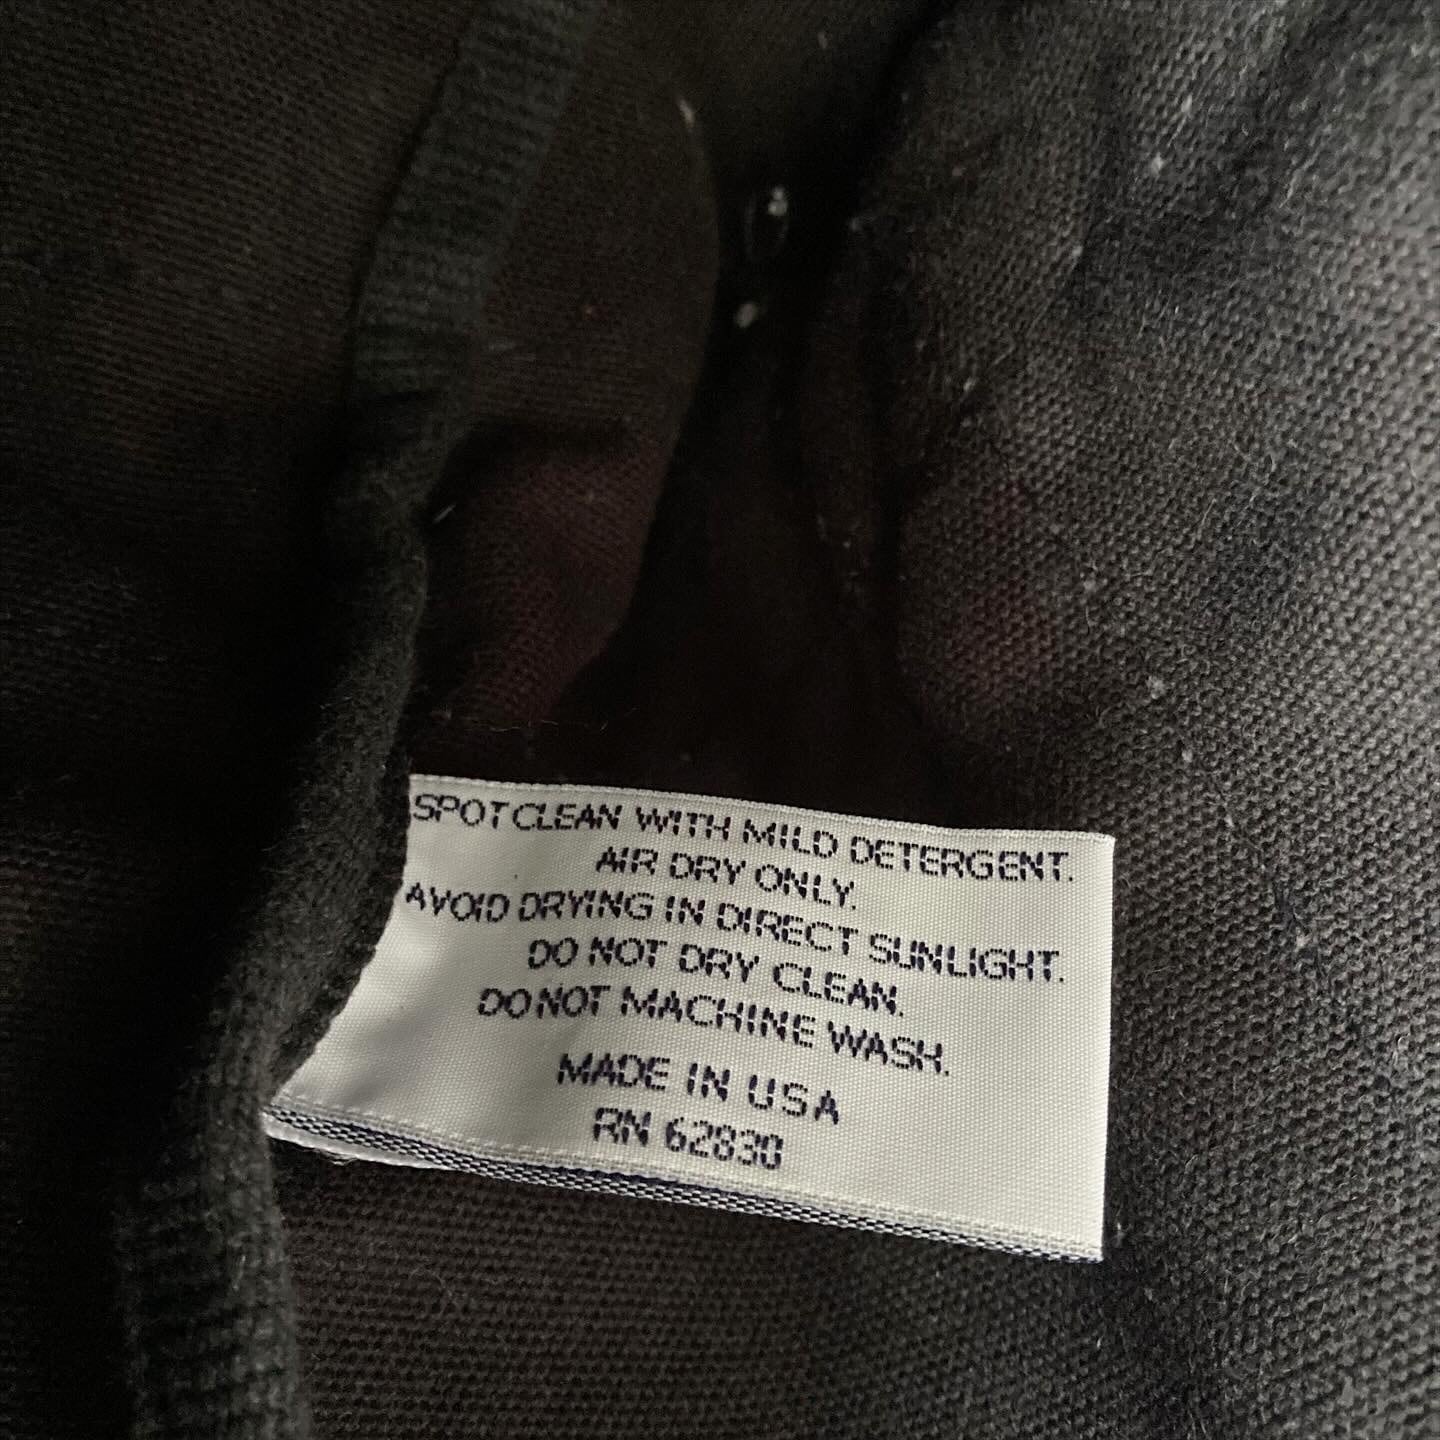 SPOT CLEAN WITH MILD DETERGENT.
AIR DRY ONLY.
AVOID DRYING IN DIRECT SUNLIGHT.
DO NOT DRY CLEAN.
DO NOT MACHINE WASH.
MADE IN USA
RN 62830